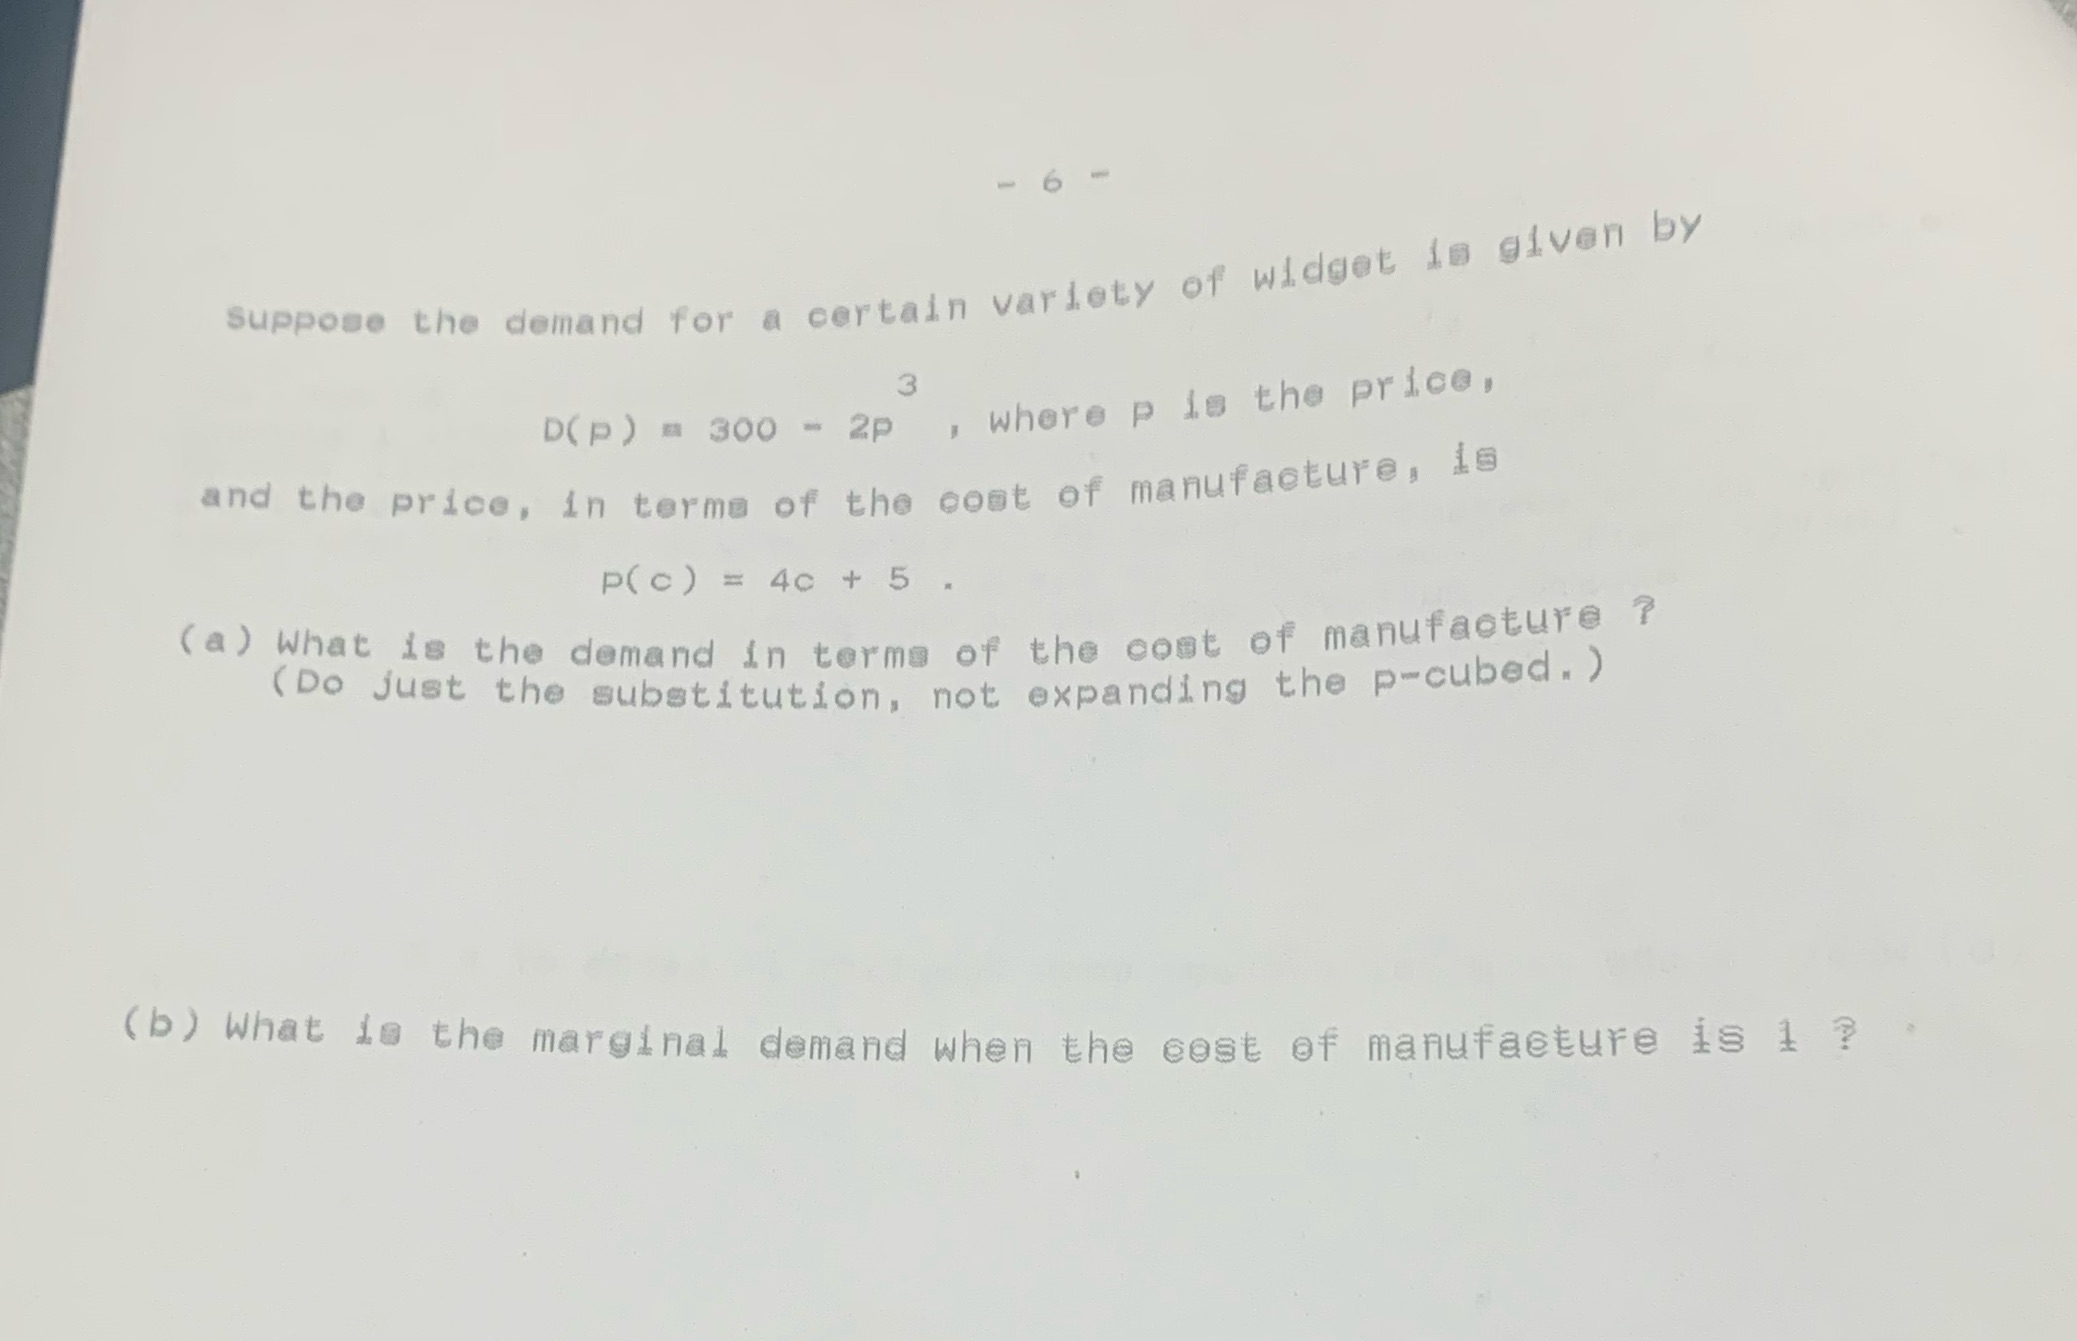 - 6 -
Suppose the demand for a certain variety of widget is given by
3
D(p) = 300 - 2p , where p is the price,
and the price, in terms of the cost of manufacture, is
p(c) = 4c + 5 .
(a) What is the demand in terms of the cost of manufacture ?
(Do just the substitution, not expanding the p-cubed.)
(b) What is the marginal demand when the cost of manufacture is 1 ?